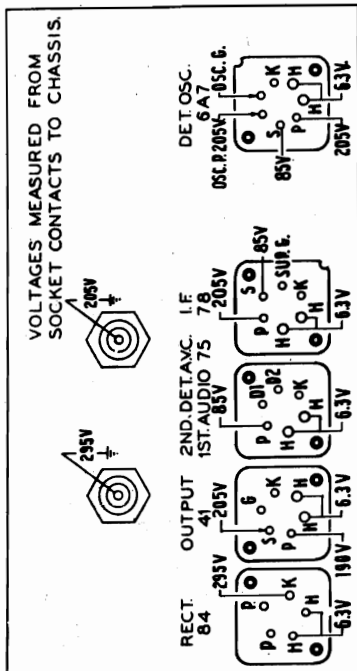 VOLTAGES MEASURED FROM
SOCKET CONTACTS TO CHASSIS.
295V
205V
RECT.
84
295V
P.
K
P
H
H
6.3V
OUTPUT
41
205V
G
K
S
P
H
H
190V
6.3V
2ND. DET. A.V.C.
1ST. AUDIO 75
85V
D1
D2
P
K
H
H
6.3V
I.F.
78
205V
85V
S
SUP. G.
P
K
H
H
6.3V
DET. OSC.
6A7
OSC. P. 205V
OSC. G.
K
S
85V
P
H
H
205V
6.3V